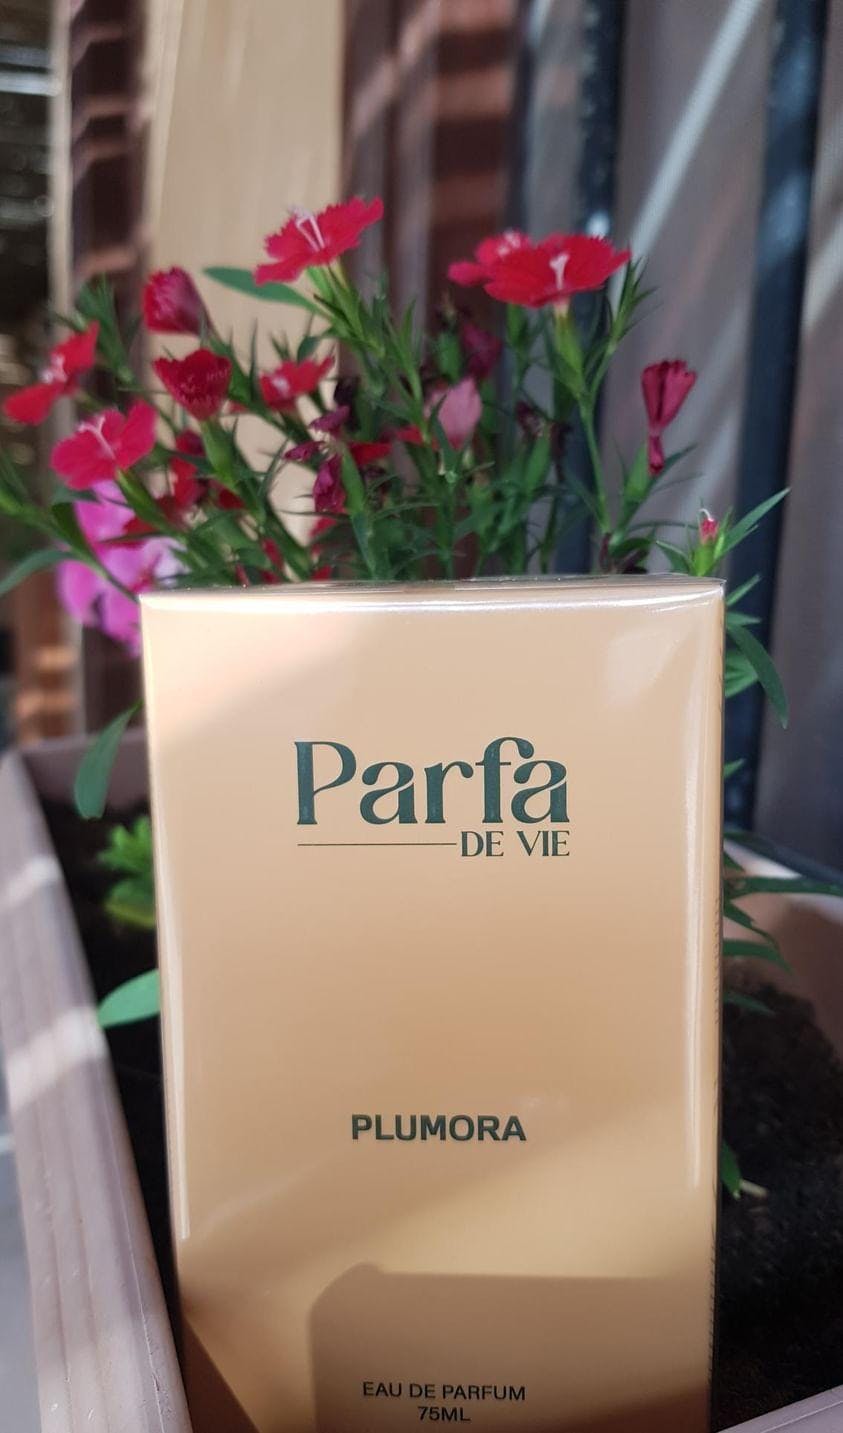 Parfa
DE VIE
PLUMORA
EAU DE PARFUM
75ML